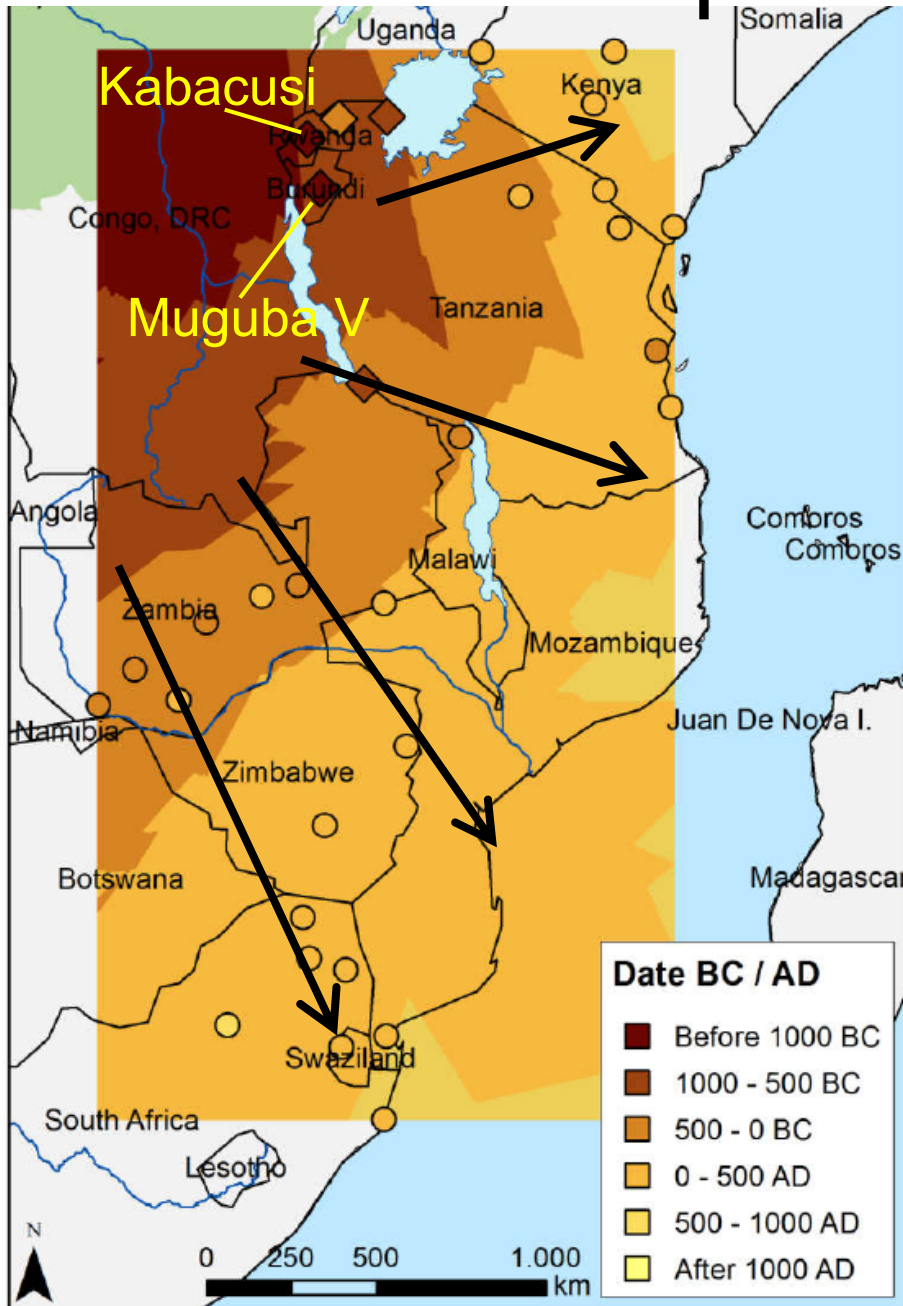 Uganda
Somalia
Kabacusi
Kenya
Rwanda
Burundi
Congo, DRC
Muguba V
Tanzania
Angola
Comoros
Comoros
Malawi
Zambia
Mozambique
Namibia
Juan De Nova I.
Zimbabwe
Botswana
Madagascar
Swaziland
South Africa
Lesotho
Date BC / AD
Before 1000 BC
1000 - 500 BC
500 - 0 BC
0 - 500 AD
500 - 1000 AD
After 1000 AD
N
0 250 500 1.000
km